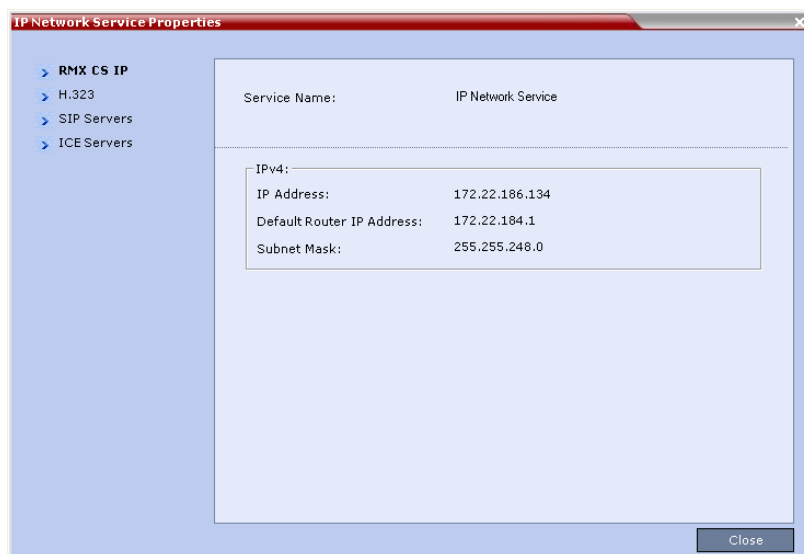 IP Network Service Properties
RMX CS IP
H.323
SIP Servers
ICE Servers
Service Name: IP Network Service
IPv4:
IP Address: 172.22.186.134
Default Router IP Address: 172.22.184.1
Subnet Mask: 255.255.248.0
Close